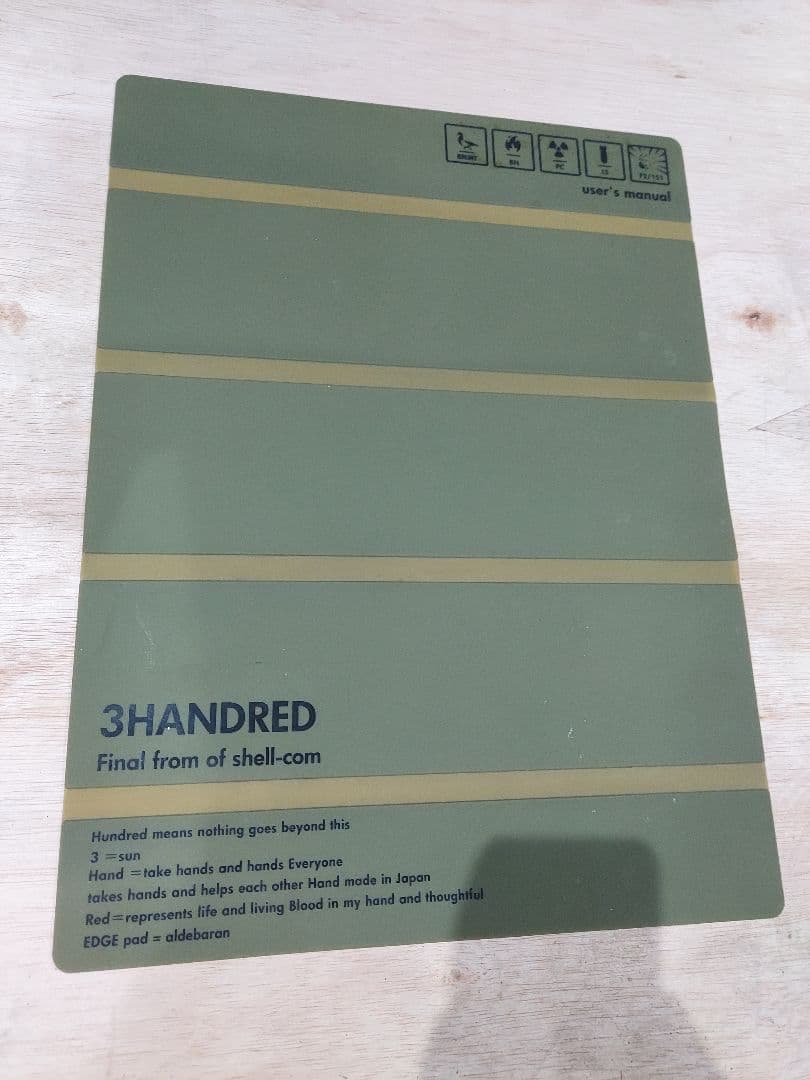 BN
PC
user's manual
3HANDRED
Final from of shell-com
Hundred means nothing goes beyond this
3 =sun
Hand =take hands and hands Everyone
takes hands and helps each other Hand made in Japan
Red=represents life and living Blood in my hand and thoughtful
EDGE pad = aldebaran